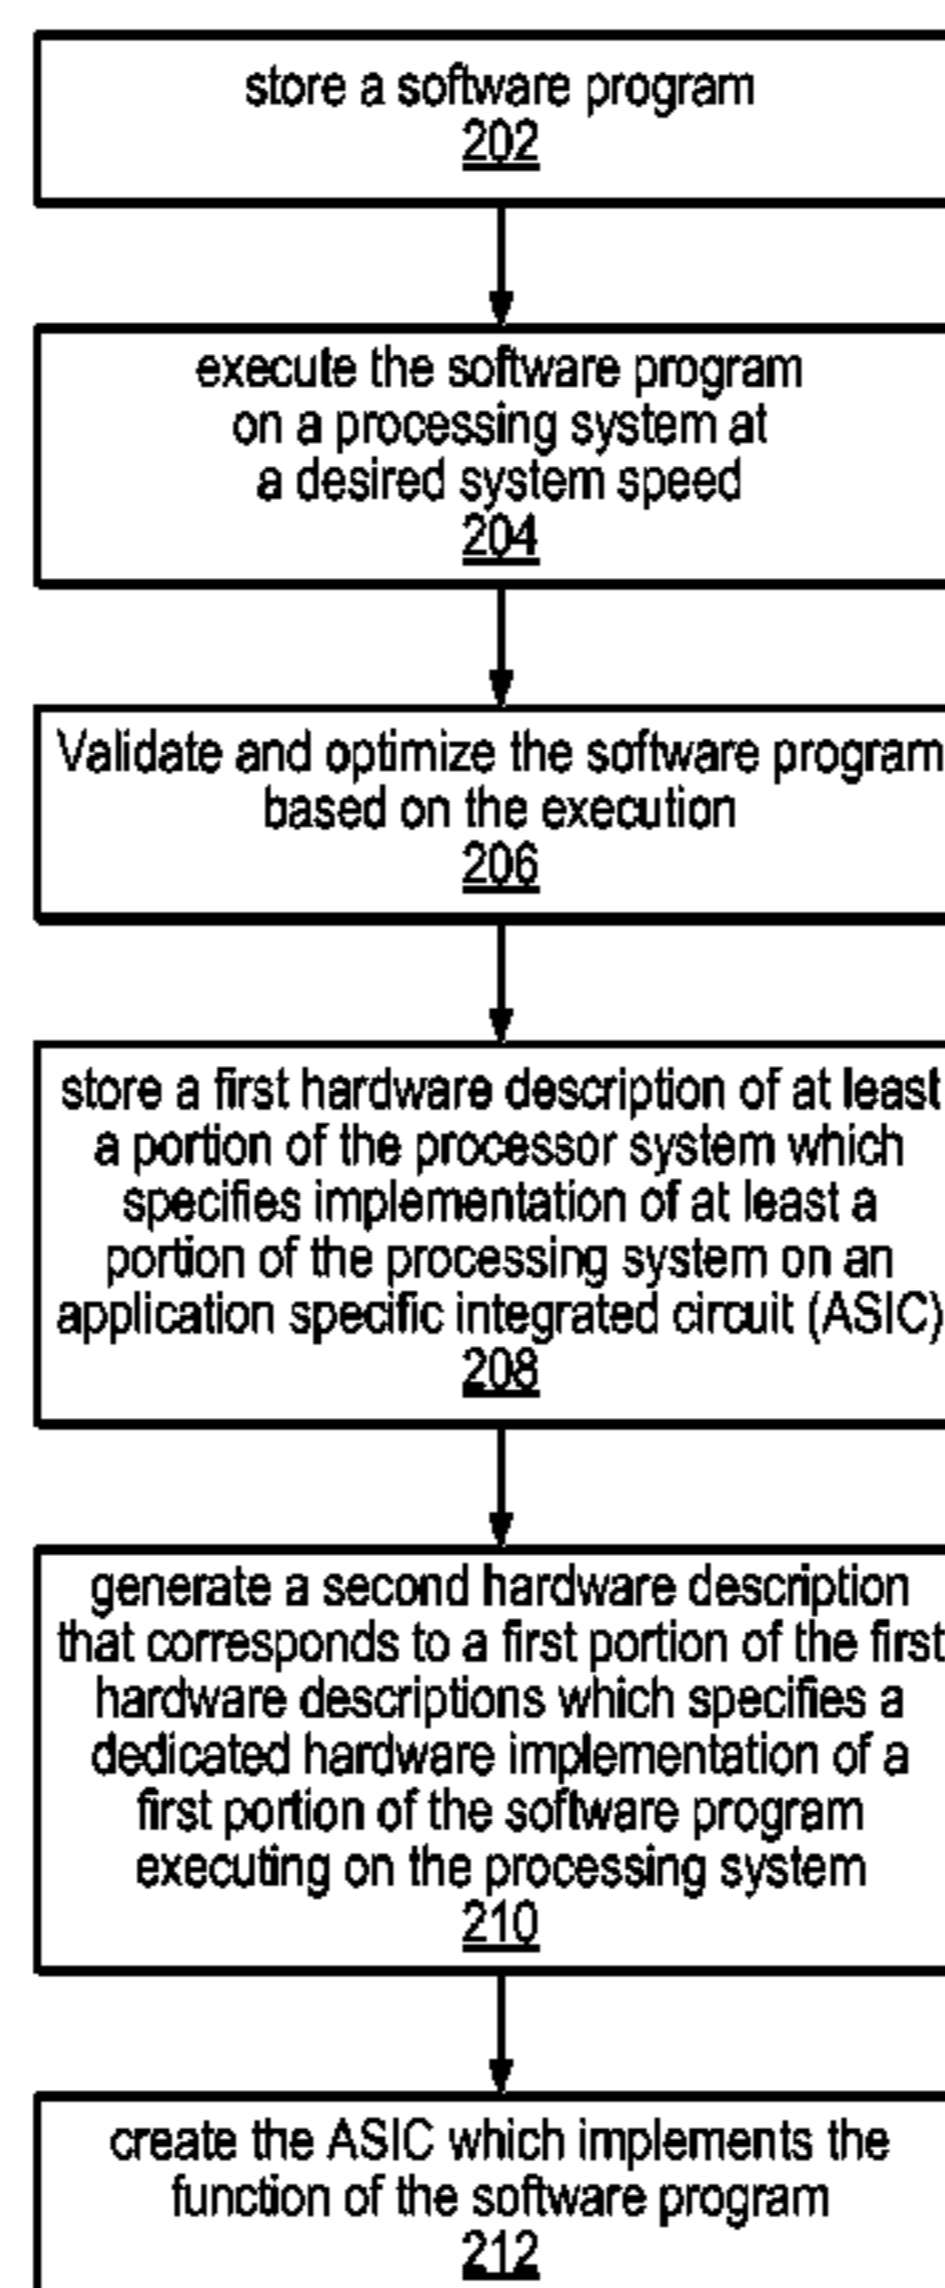 store a software program
202
execute the software program
on a processing system at
a desired system speed
204
Validate and optimize the software program
based on the execution
206
store a first hardware description of at least
a portion of the processor system which
specifies implementation of at least a
portion of the processing system on an
application specific integrated circuit (ASIC)
208
generate a second hardware description
that corresponds to a first portion of the first
hardware descriptions which specifies a
dedicated hardware implementation of a
first portion of the software program
executing on the processing system
210
create the ASIC which implements the
function of the software program
212